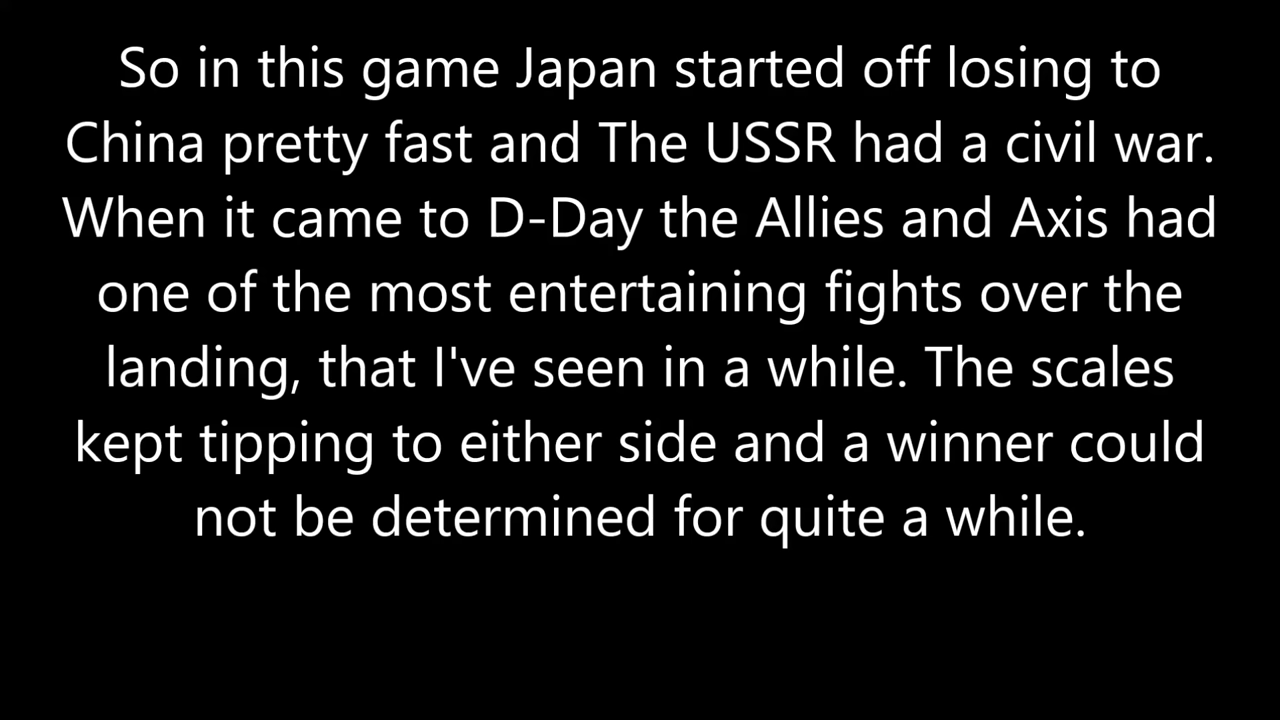 So in this game Japan started off losing to
China pretty fast and The USSR had a civil war.
When it came to D-Day the Allies and Axis had
one of the most entertaining fights over the
landing, that I've seen in a while. The scales
kept tipping to either side and a winner could
not be determined for quite a while.